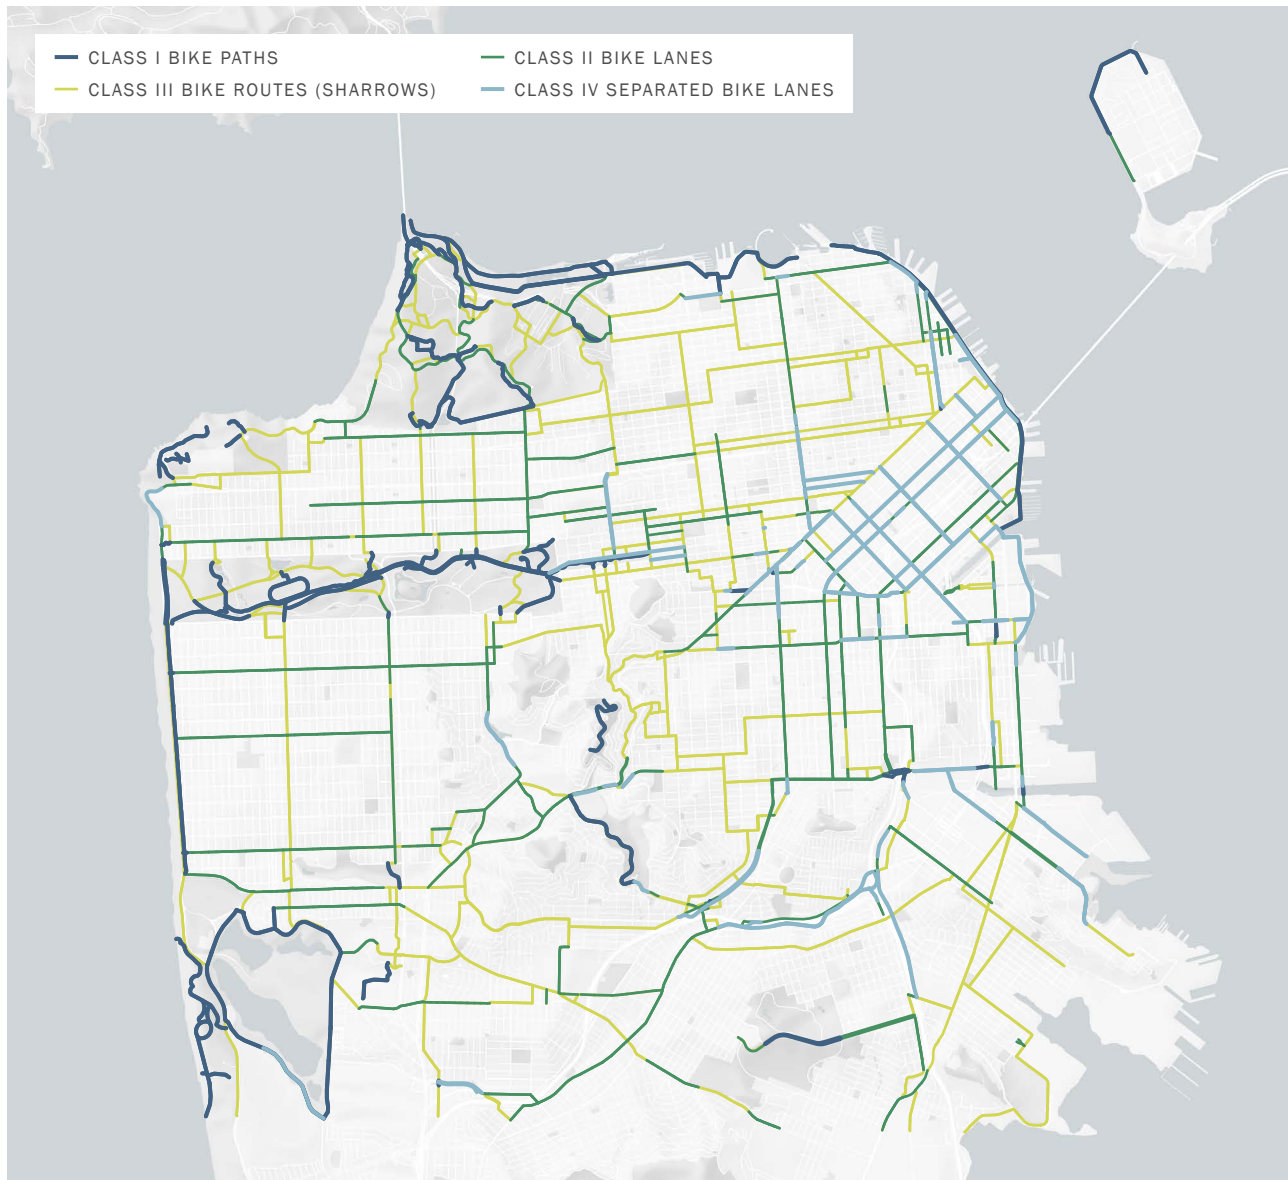 CLASS I BIKE PATHS
CLASS II BIKE LANES
CLASS III BIKE ROUTES (SHARROWS)
CLASS IV SEPARATED BIKE LANES